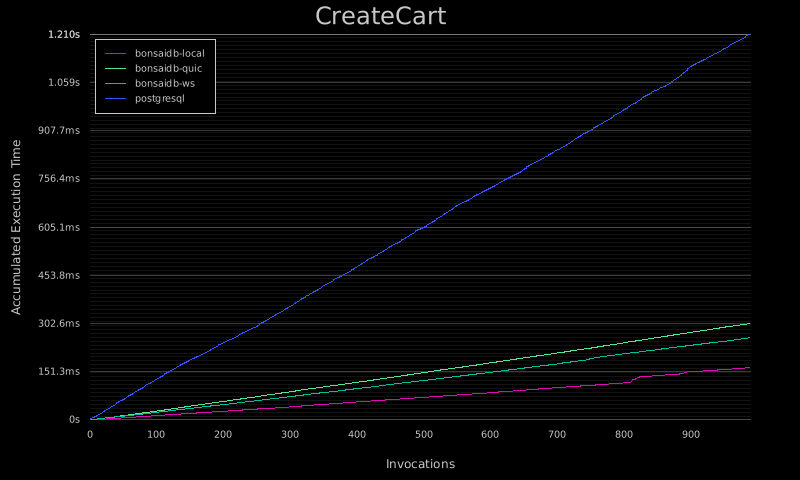 CreateCart
1.210s
1.059s
907.7ms
756.4ms
605.1ms
453.8ms
302.6ms
151.3ms
0s
bonsaidb-local
bonsaidb-quic
bonsaidb-ws
postgresql
Accumulated Execution Time
0 100 200 300 400 500 600 700 800 900
Invocations